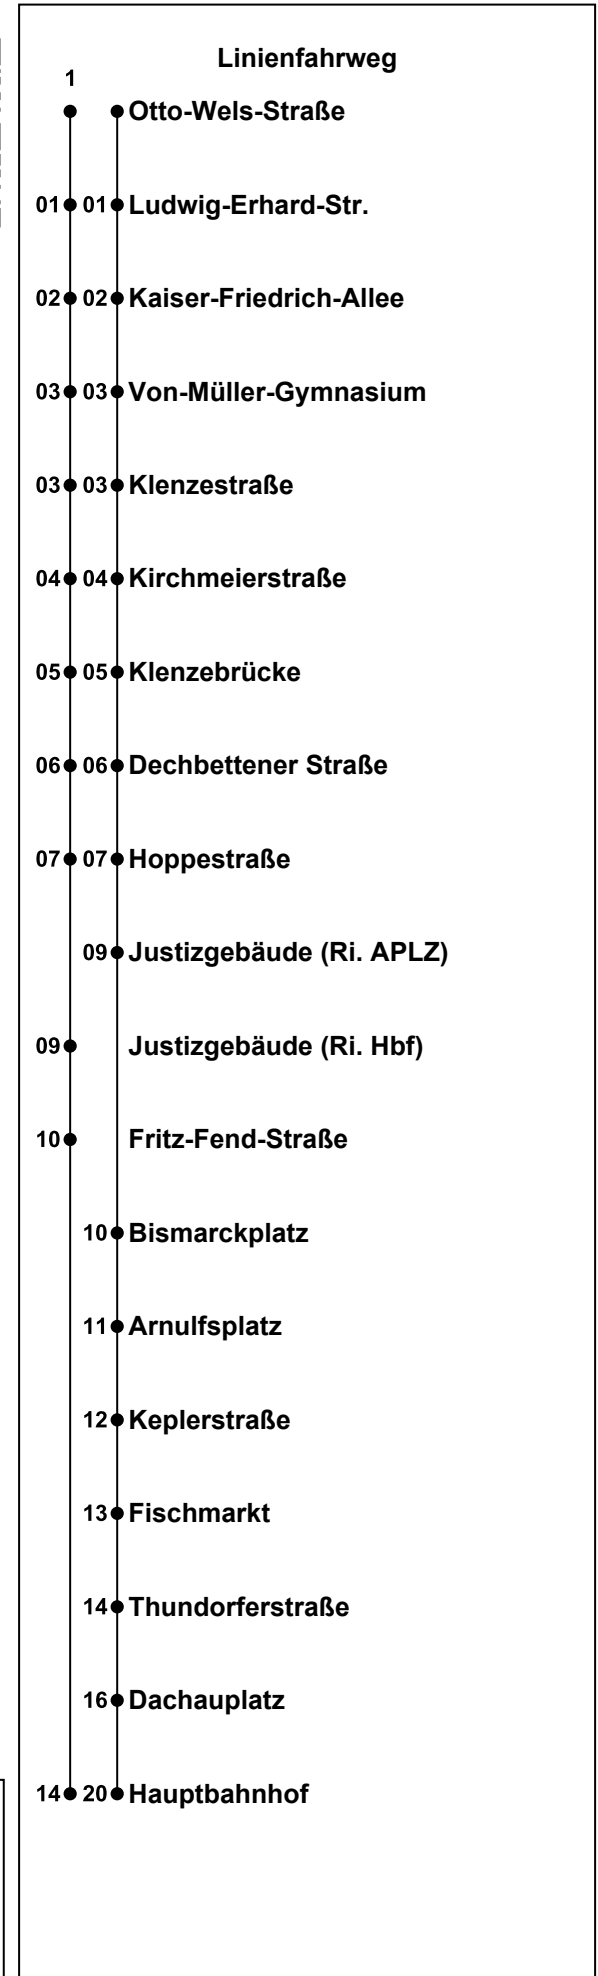 Linienfahrweg
1
Otto-Wels-Straße
01 01 Ludwig-Erhard-Str.
02 02 Kaiser-Friedrich-Allee
03 03 Von-Müller-Gymnasium
03 03 Klenzestraße
04 04 Kirchmeierstraße
05 05 Klenzebrücke
06 06 Dechbettener Straße
07 07 Hoppestraße
09 Justizgebäude (Ri. APLZ)
09 Justizgebäude (Ri. Hbf)
10 Fritz-Fend-Straße
10 Bismarckplatz
11 Arnulfsplatz
12 Keplerstraße
13 Fischmarkt
14 Thundorferstraße
16 Dachauplatz
14 20 Hauptbahnhof